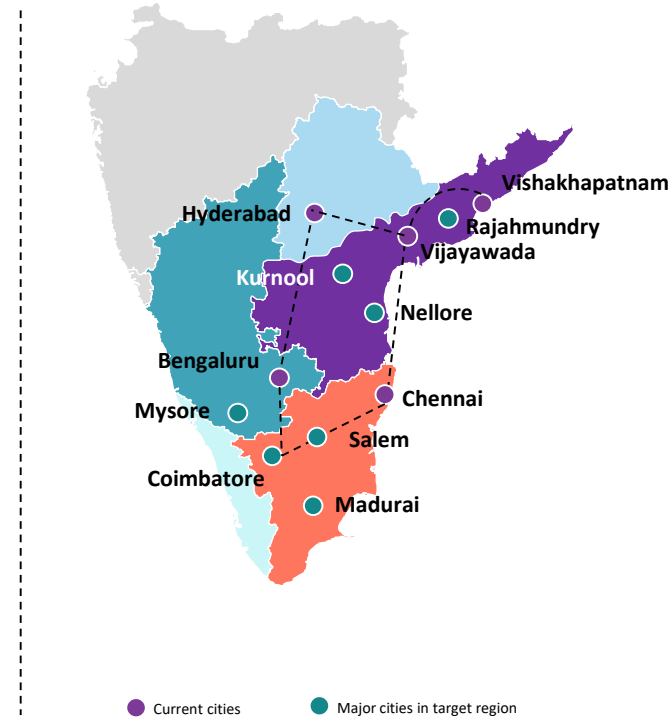 Vishakhapatnam
Hyderabad
Rajahmundry
Vijayawada
Kurnool
Nellore
Bengaluru
Chennai
Mysore
Salem
Coimbatore
Madurai
Current cities
Major cities in target region